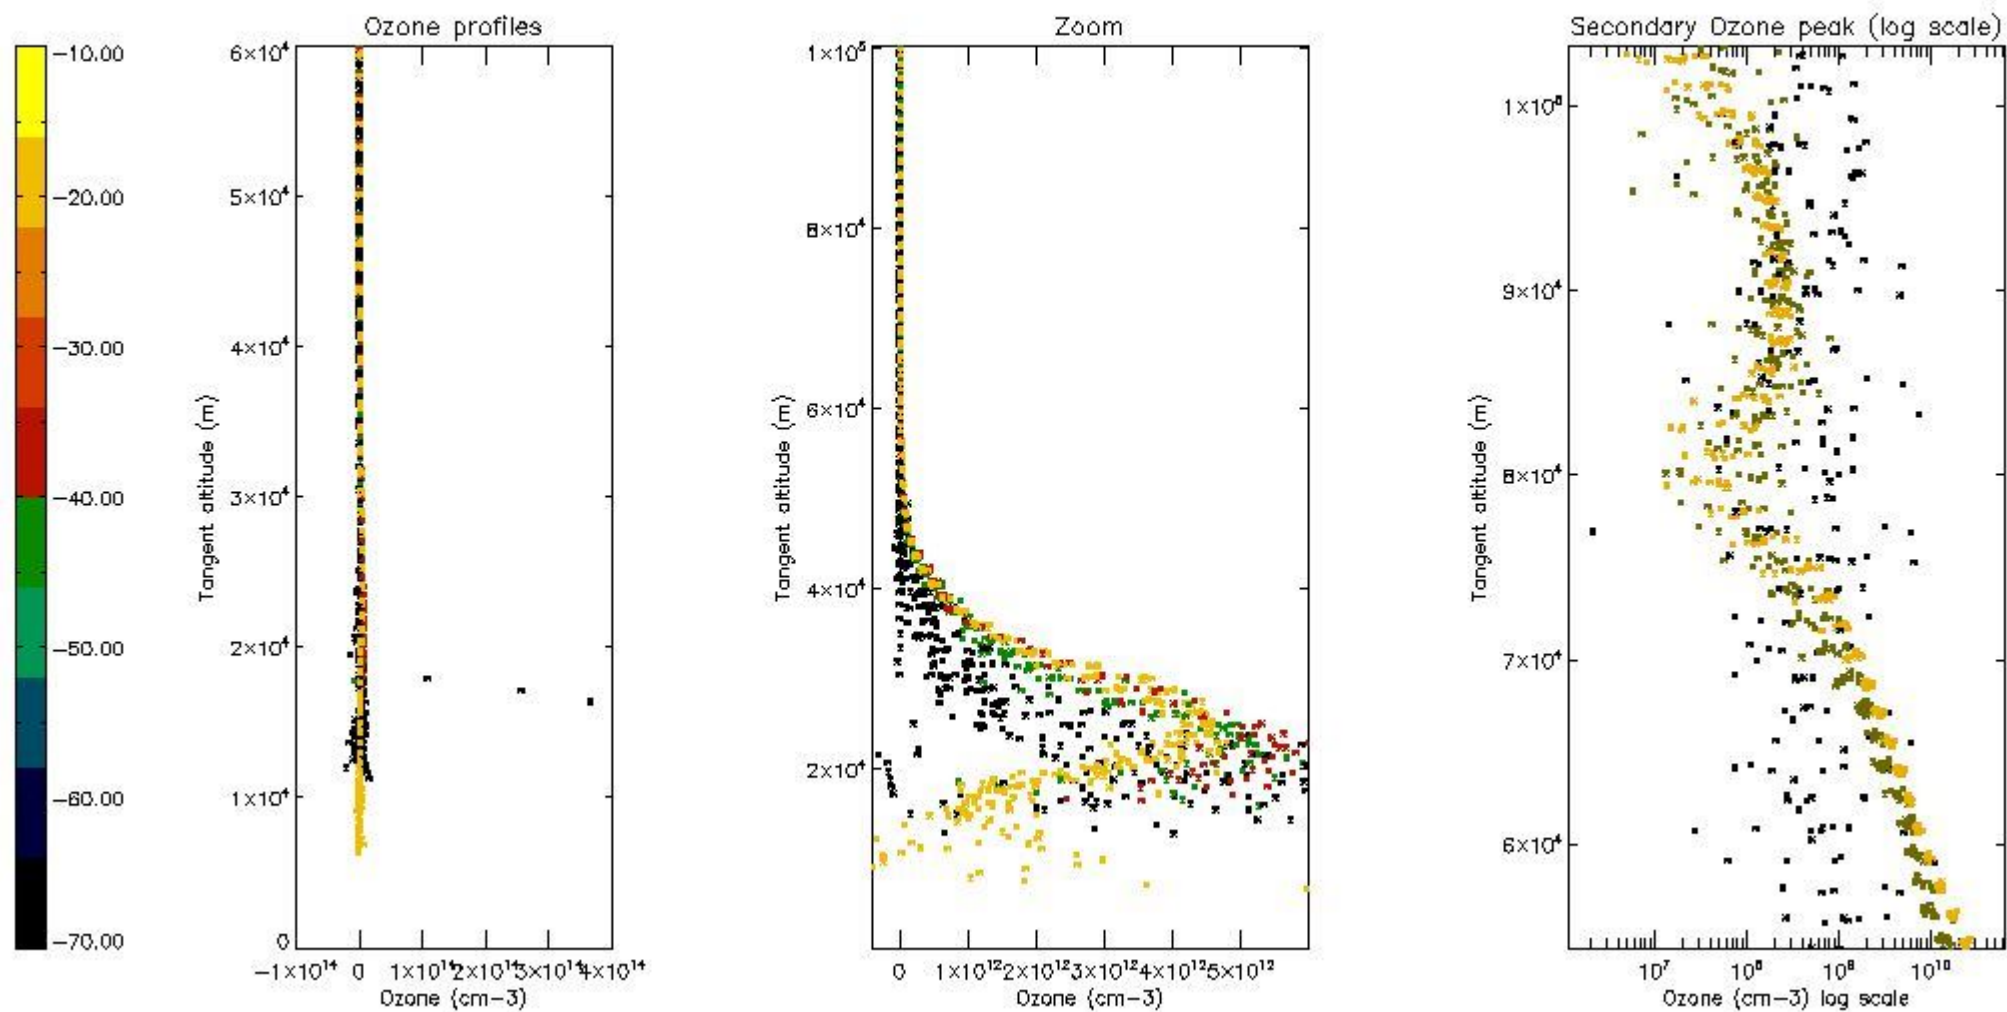 Ozone profiles
Zoom
Secondary Ozone peak (log scale)
−10.00
−20.00
−30.00
−40.00
−50.00
−60.00
−70.00
6×10⁴
5×10⁴
4×10⁴
3×10⁴
2×10⁴
1×10⁴
0
Tangent altitude (m)
−1×10¹⁴ 0 1×10¹⁴ 2×10¹⁴ 3×10¹⁴ 4×10¹⁴
Ozone (cm−3)
1×10⁵
8×10⁴
6×10⁴
4×10⁴
2×10⁴
Tangent altitude (m)
0 1×10¹² 2×10¹² 3×10¹² 4×10¹² 5×10¹²
Ozone (cm−3)
1×10⁵
9×10⁴
8×10⁴
7×10⁴
6×10⁴
Tangent altitude (m)
10⁷ 10⁸ 10⁹ 10¹⁰
Ozone (cm−3) log scale